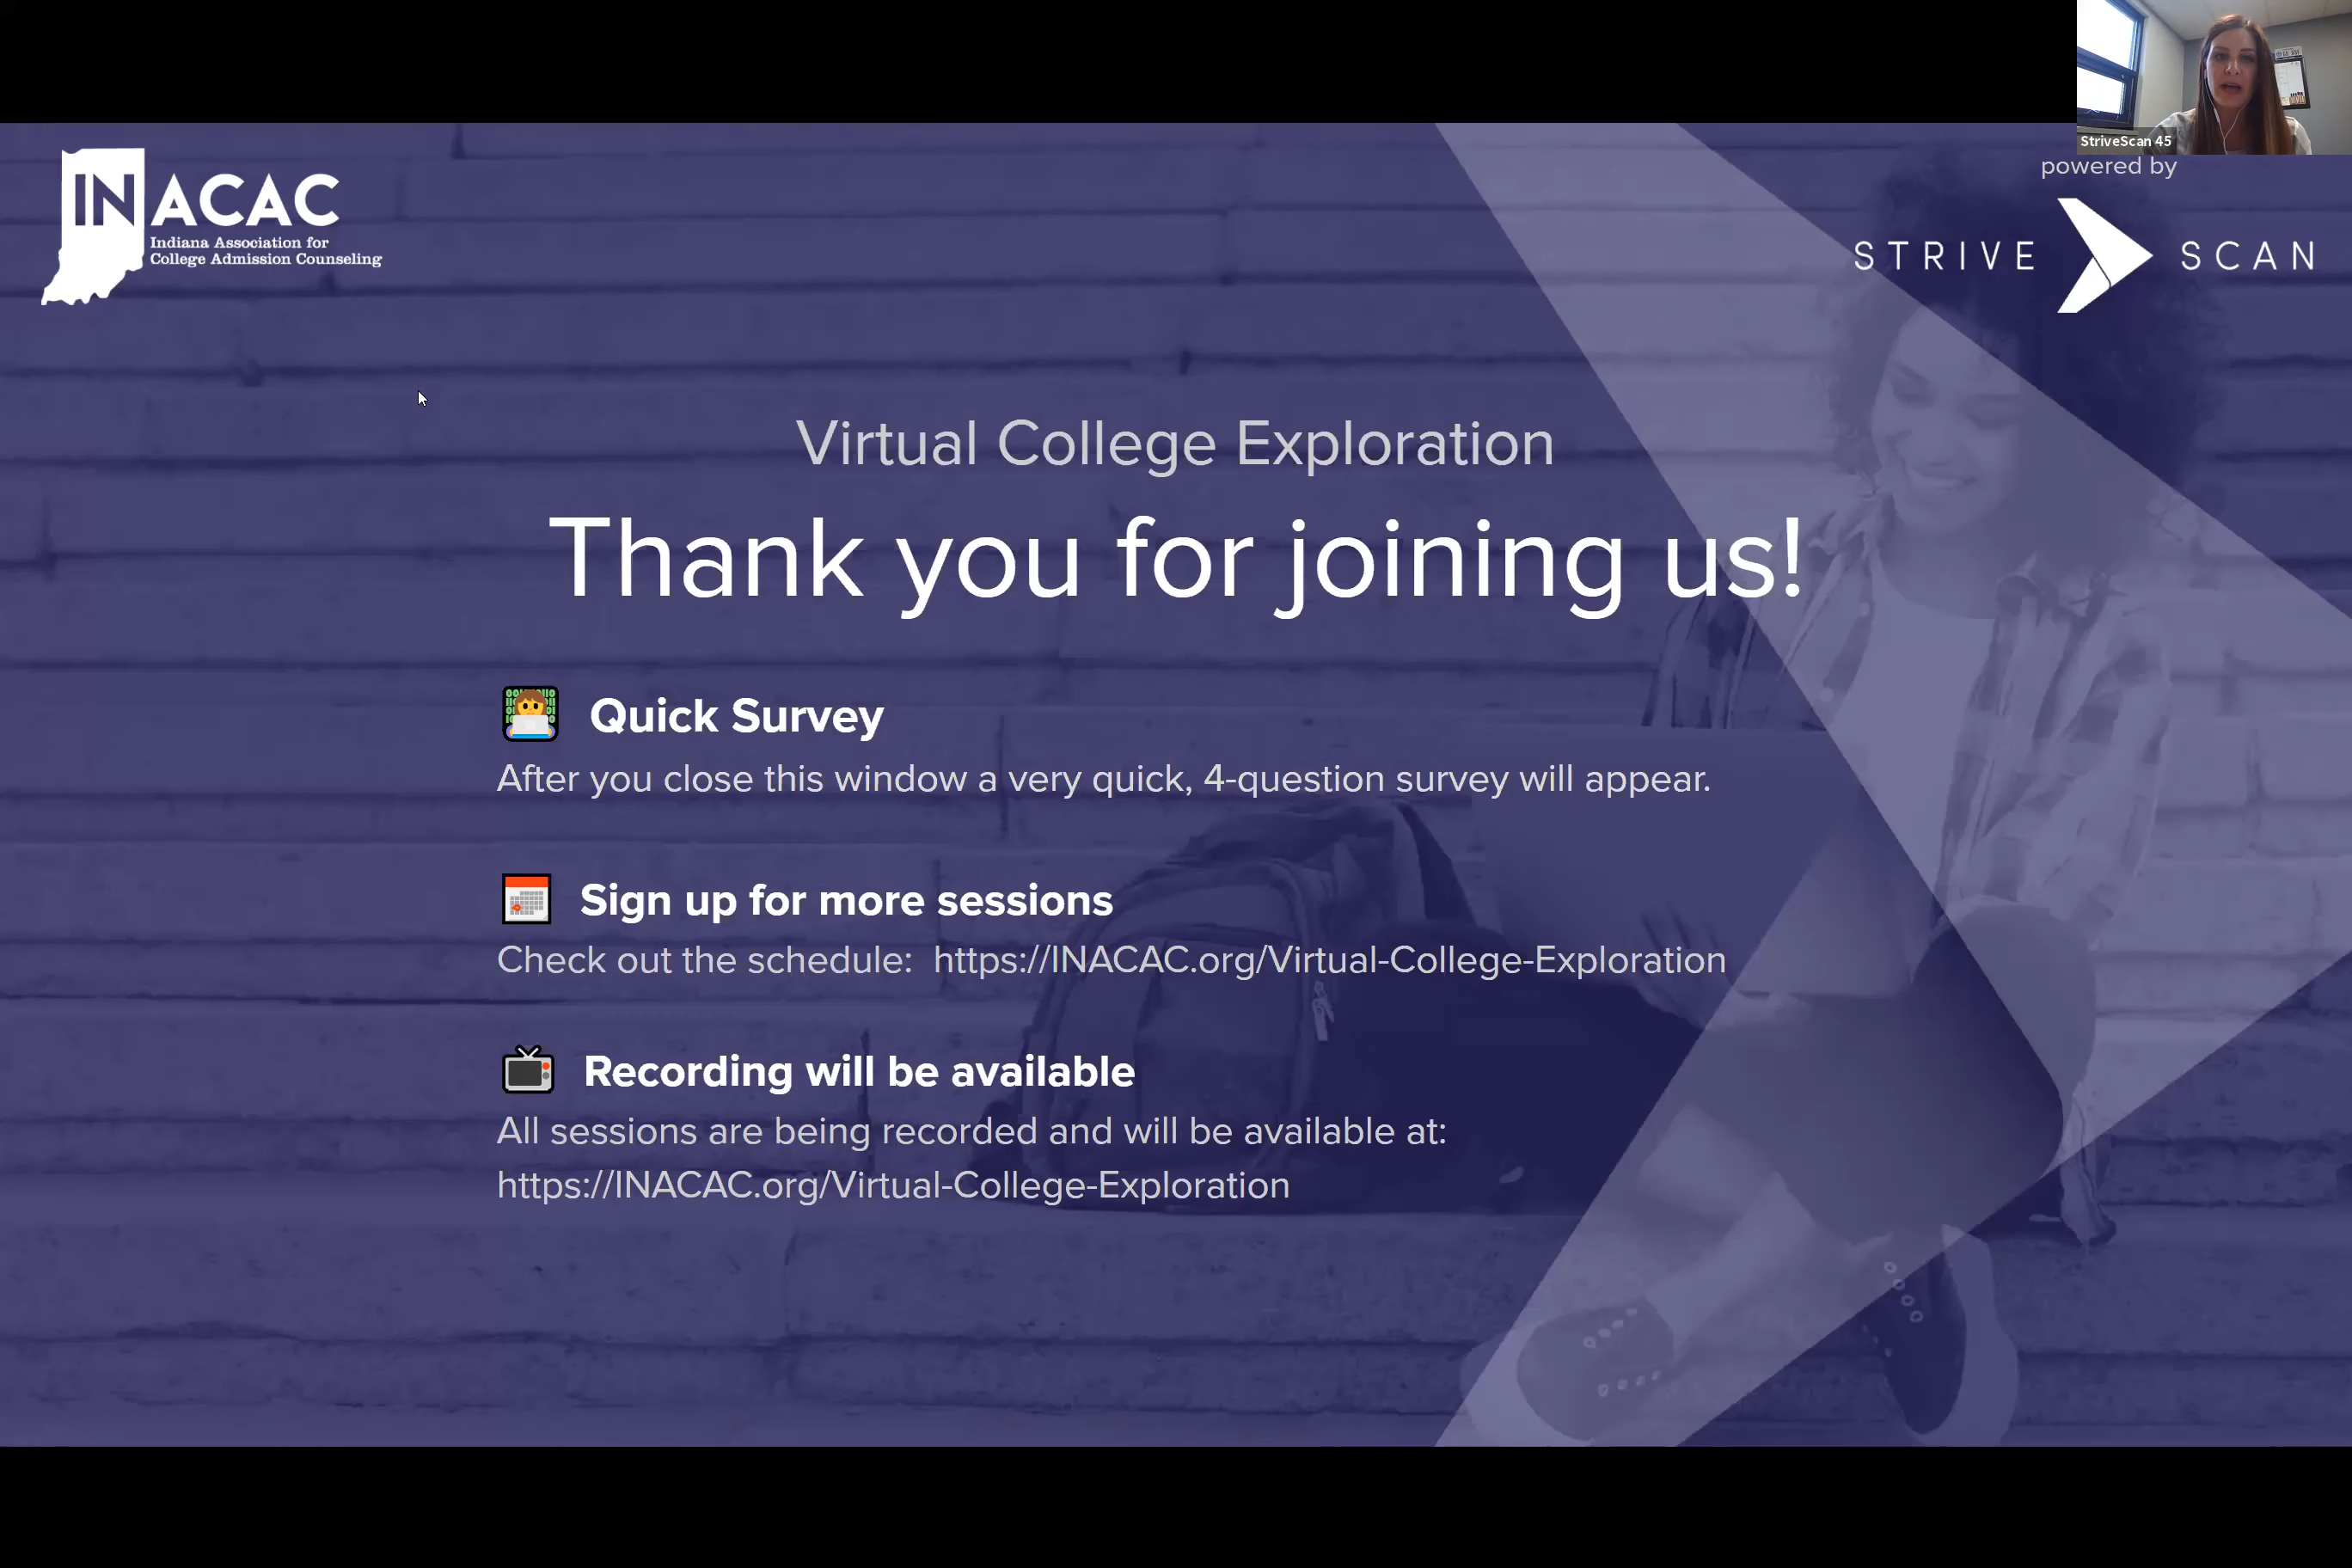 StriveScan 45
INACAC
Indiana Association for
College Admission Counseling
powered by
STRIVE SCAN
Virtual College Exploration
Thank you for joining us!
Quick Survey
After you close this window a very quick, 4-question survey will appear.
Sign up for more sessions
Check out the schedule: https://INACAC.org/Virtual-College-Exploration
Recording will be available
All sessions are being recorded and will be available at:
https://INACAC.org/Virtual-College-Exploration